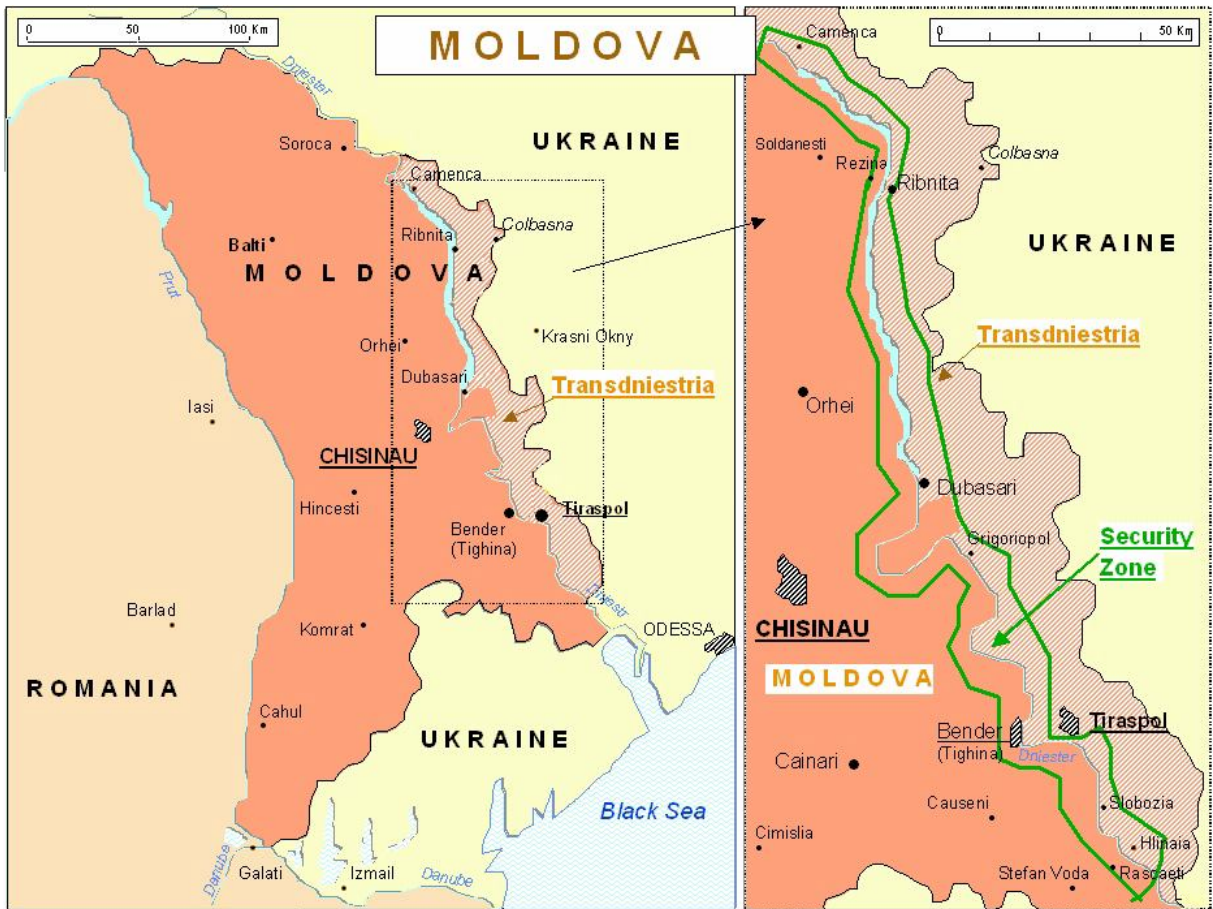 MOLDOVA
0 50 100 Km
Dniester
Soroca
UKRAINE
Camenca
Ribnita
Colbasna
Balti
MOLDOVA
Prut
Krasni Okny
Orhei
Dubasari
Transdniestria
Iasi
CHISINAU
Hincesti
Bender
(Tighina)
Tiraspol
Dniestr
Barlad
Komrat
ODESSA
ROMANIA
Cahul
UKRAINE
Black Sea
Danube
Galati
Izmail
Danube
0 50 Km
Camenca
Soldanesti
Rezina
Colbasna
Ribnita
UKRAINE
Transdniestria
Orhei
Dubasari
Grigoriopol
Security
Zone
CHISINAU
MOLDOVA
Bender
(Tighina)
Tiraspol
Dniester
Cainari
Causeni
Slobozia
Cimislia
Hlinaia
Stefan Voda
Rascaeti